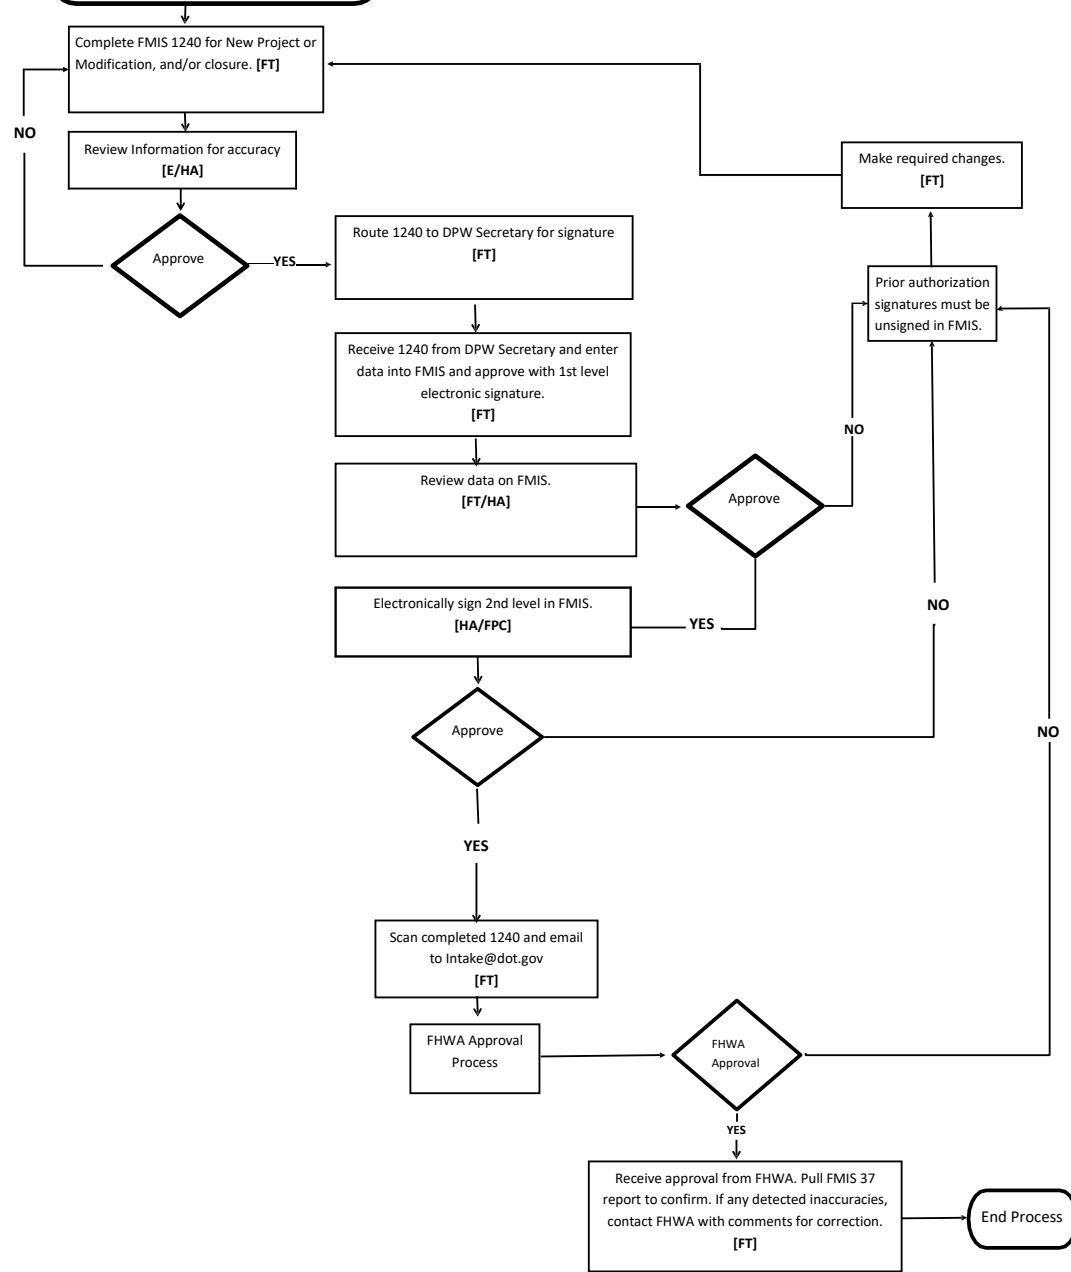 Complete FMIS 1240 for New Project or
Modification, and/or closure. [FT]
NO
Review Information for accuracy
[E/HA]
Make required changes.
[FT]
Approve
YES
Route 1240 to DPW Secretary for signature
[FT]
Prior authorization
signatures must be
unsigned in FMIS.
Receive 1240 from DPW Secretary and enter
data into FMIS and approve with 1st level
electronic signature.
[FT]
NO
Review data on FMIS.
[FT/HA]
Approve
Electronically sign 2nd level in FMIS.
[HA/FPC]
YES
NO
Approve
NO
YES
Scan completed 1240 and email
to Intake@dot.gov
[FT]
FHWA Approval
Process
FHWA
Approval
YES
Receive approval from FHWA. Pull FMIS 37
report to confirm. If any detected inaccuracies,
contact FHWA with comments for correction.
[FT]
End Process